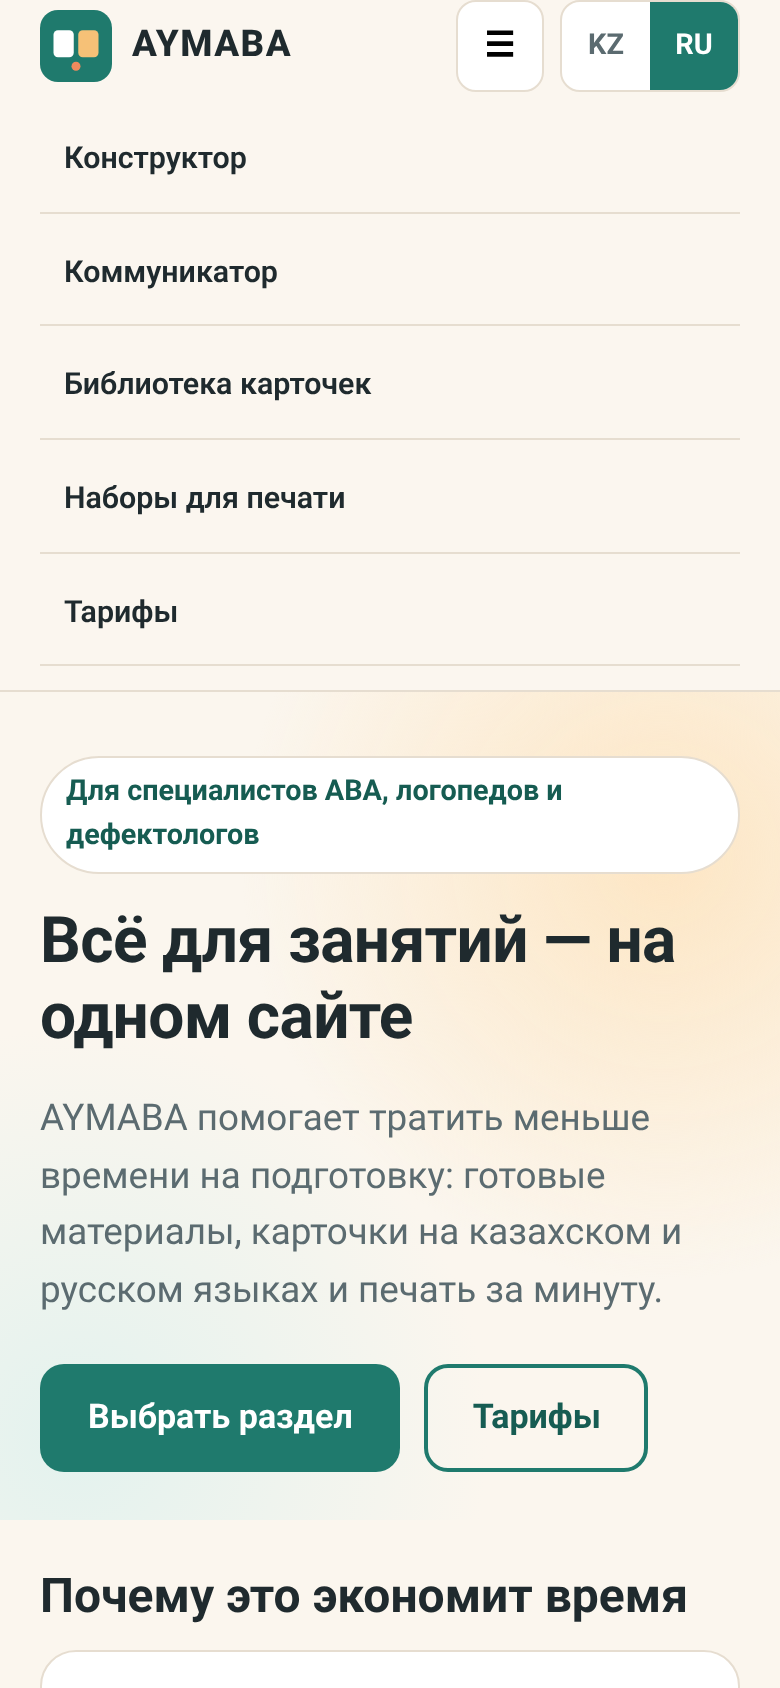 AYMABA
KZ RU
Конструктор
Коммуникатор
Библиотека карточек
Наборы для печати
Тарифы
Для специалистов ABA, логопедов и
дефектологов
Всё для занятий — на
одном сайте
AYMABA помогает тратить меньше
времени на подготовку: готовые
материалы, карточки на казахском и
русском языках и печать за минуту.
Выбрать раздел Тарифы
Почему это экономит время